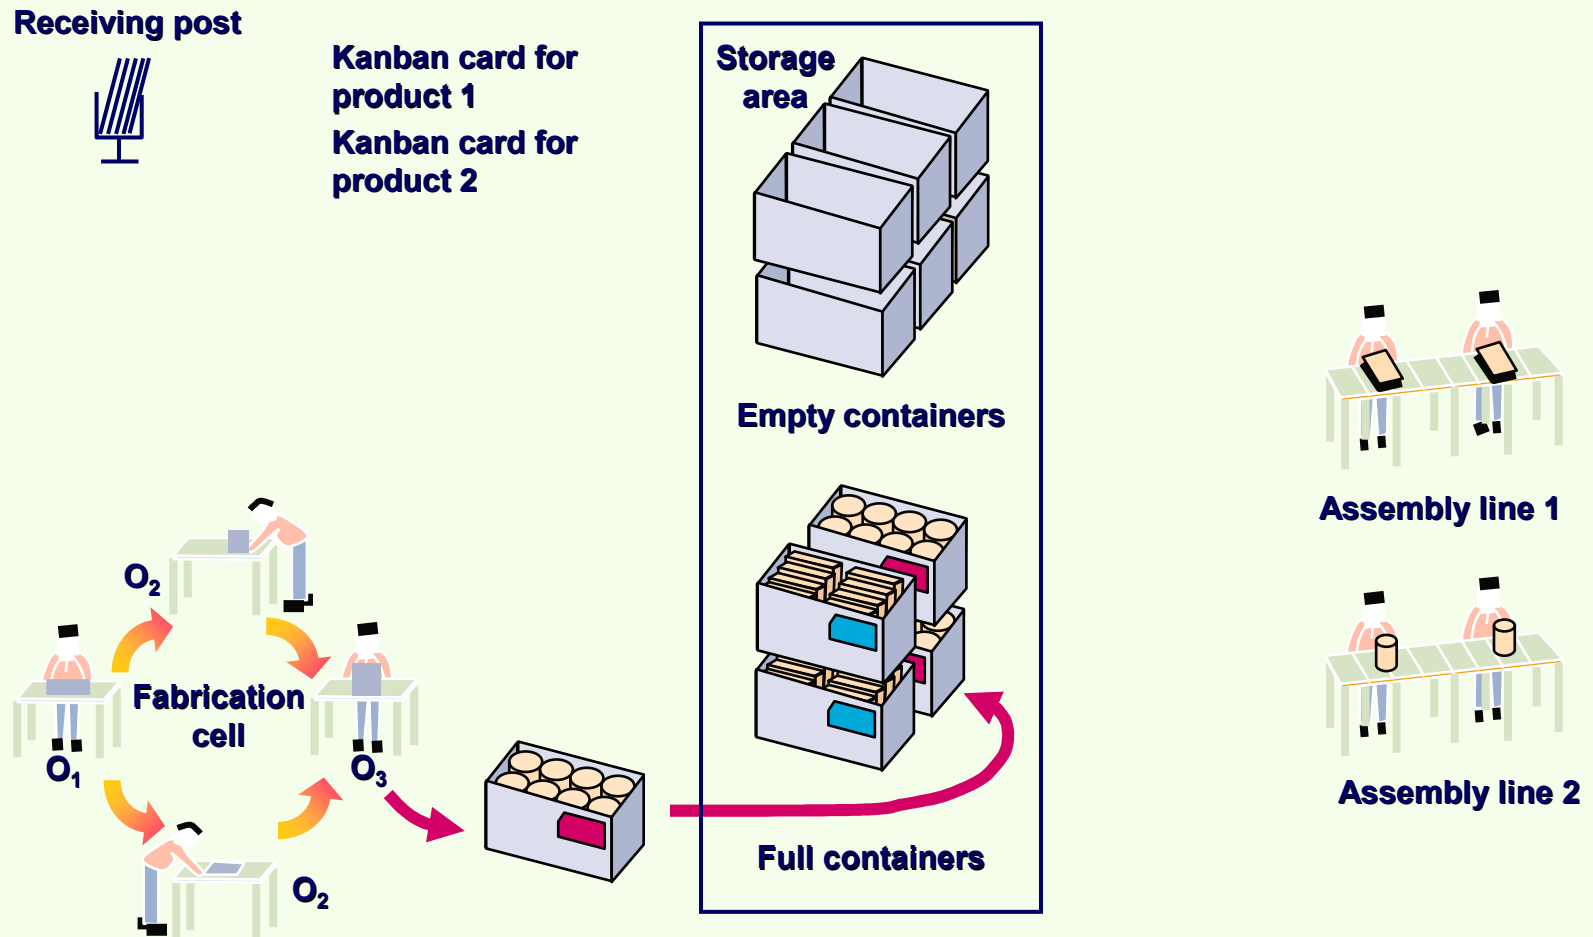 Receiving post
Kanban card for
product 1
Kanban card for
product 2
Storage
area
Empty containers
Assembly line 1
O₂
Fabrication
cell
O₁
O₃
Assembly line 2
Full containers
O₂